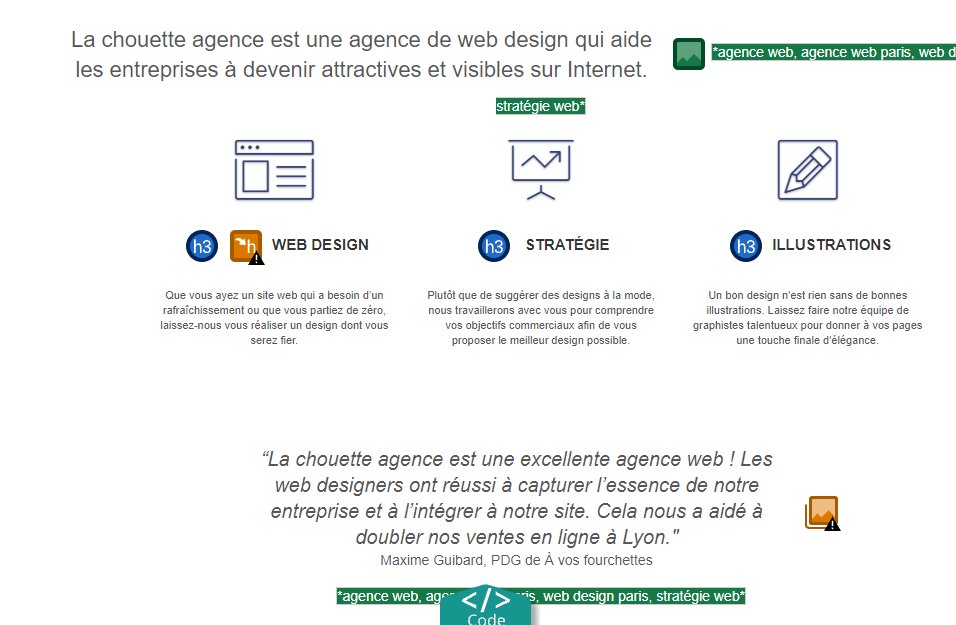 La chouette agence est une agence de web design qui aide
les entreprises à devenir attractives et visibles sur Internet.
*agence web, agence web paris, web d
stratégie web*
h3 h WEB DESIGN
h3 STRATÉGIE
h3 ILLUSTRATIONS
Que vous ayez un site web qui a besoin d’un
rafraîchissement ou que vous partiez de zéro,
laissez-nous vous réaliser un design dont vous
serez fier.
Plutôt que de suggérer des designs à la mode,
nous travaillerons avec vous pour comprendre
vos objectifs commerciaux afin de vous
proposer le meilleur design possible.
Un bon design n’est rien sans de bonnes
illustrations. Laissez faire notre équipe de
graphistes talentueux pour donner à vos pages
une touche finale d’élégance.
“La chouette agence est une excellente agence web ! Les
web designers ont réussi à capturer l’essence de notre
entreprise et à l’intégrer à notre site. Cela nous a aidé à
doubler nos ventes en ligne à Lyon."
Maxime Guibard, PDG de À vos fourchettes
*agence web, web design paris, stratégie web*
</> 
Code